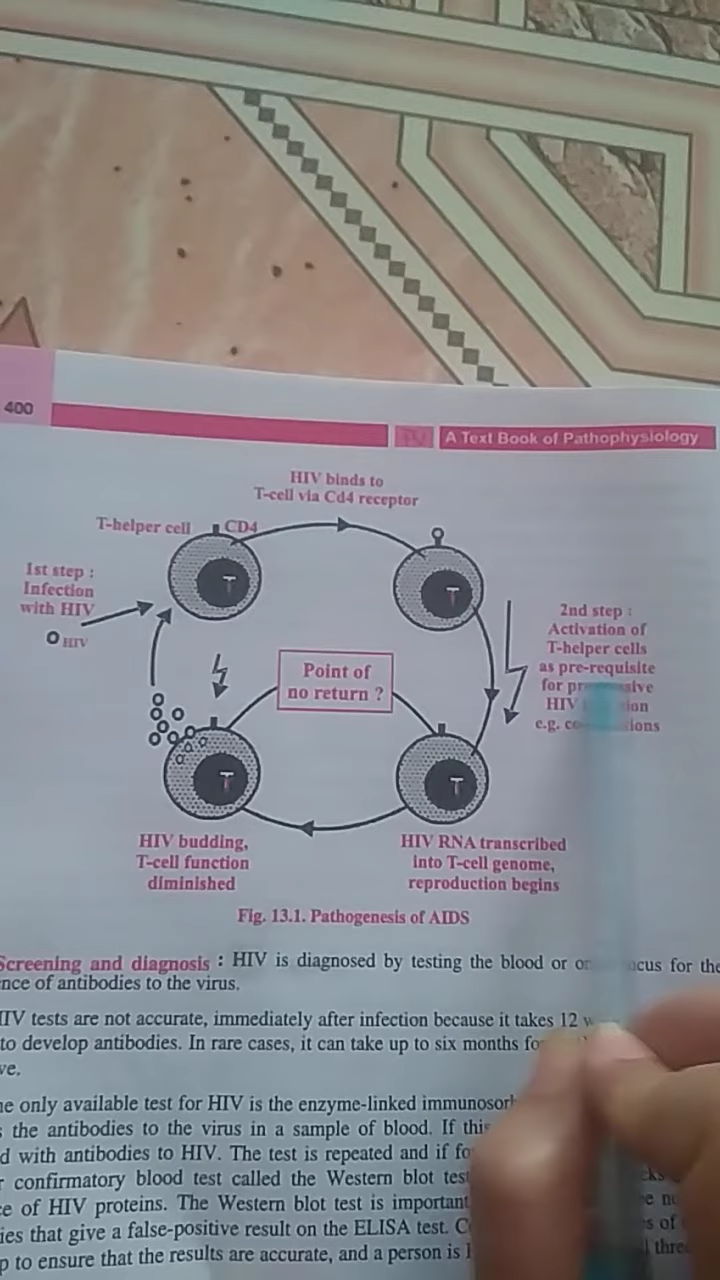 400
A Text Book of Pathophysiology
HIV binds to
T-cell via Cd4 receptor
T-helper cell
CD4
1st step :
Infection
with HIV
HIV
T
T
2nd step :
Activation of
T-helper cells
as pre-requisite
for
HIV
e.g.
Point of
no return ?
T
T
HIV budding,
T-cell function
diminished
HIV RNA transcribed
into T-cell genome,
reproduction begins
Fig. 13.1. Pathogenesis of AIDS
Screening and diagnosis : HIV is diagnosed by testing the blood or for the
nce of antibodies to the virus.
HIV tests are not accurate, immediately after infection because it takes 12
to develop antibodies. In rare cases, it can take up to six months
ve.
only available test for HIV is the enzyme-linked
the antibodies to the virus in a sample of blood. If this
d with antibodies to HIV. The test is repeated and if
confirmatory blood test called the Western blot test
ce of HIV proteins. The Western blot test is important
ies that give a false-positive result on the ELISA test. of
p to ensure that the results are accurate, and a person is